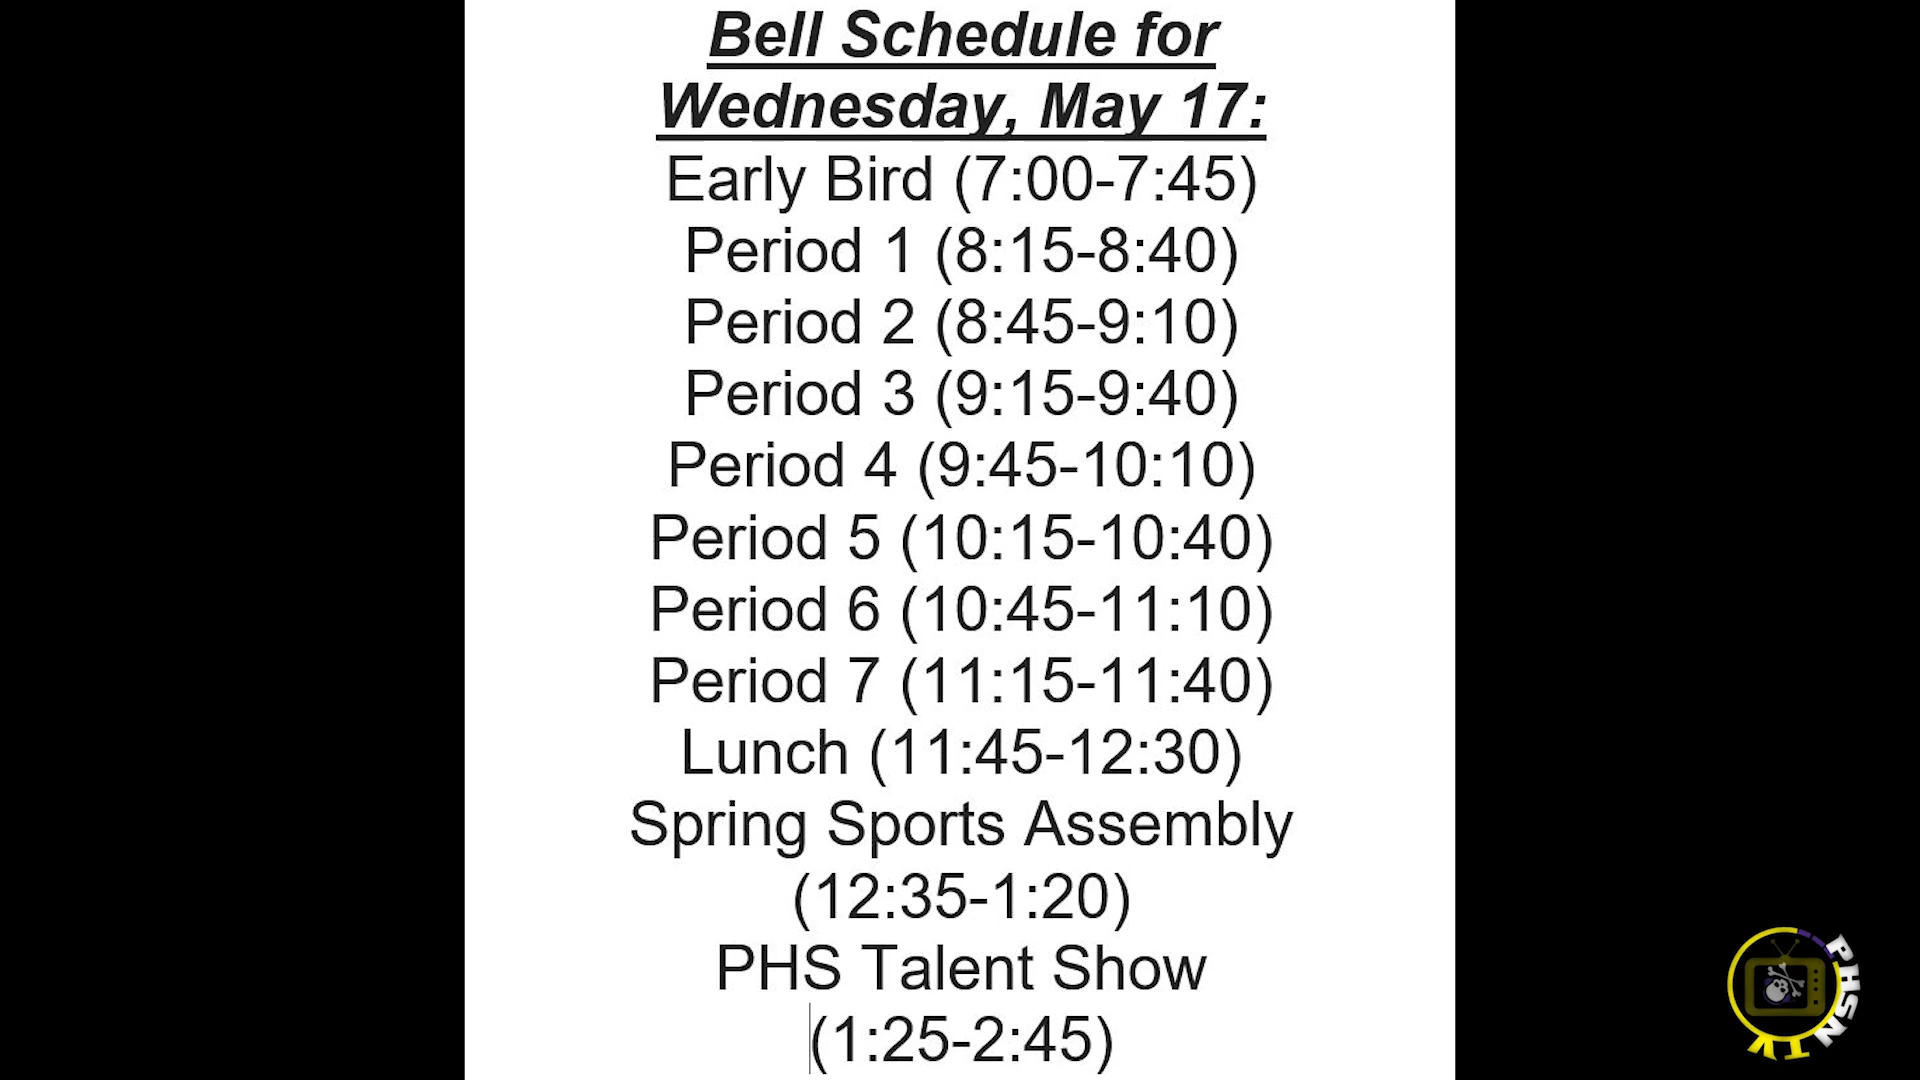 Bell Schedule for
Wednesday, May 17:
Early Bird (7:00-7:45)
Period 1 (8:15-8:40)
Period 2 (8:45-9:10)
Period 3 (9:15-9:40)
Period 4 (9:45-10:10)
Period 5 (10:15-10:40)
Period 6 (10:45-11:10)
Period 7 (11:15-11:40)
Lunch (11:45-12:30)
Spring Sports Assembly
(12:35-1:20)
PHS Talent Show
(1:25-2:45)
PHSN TV